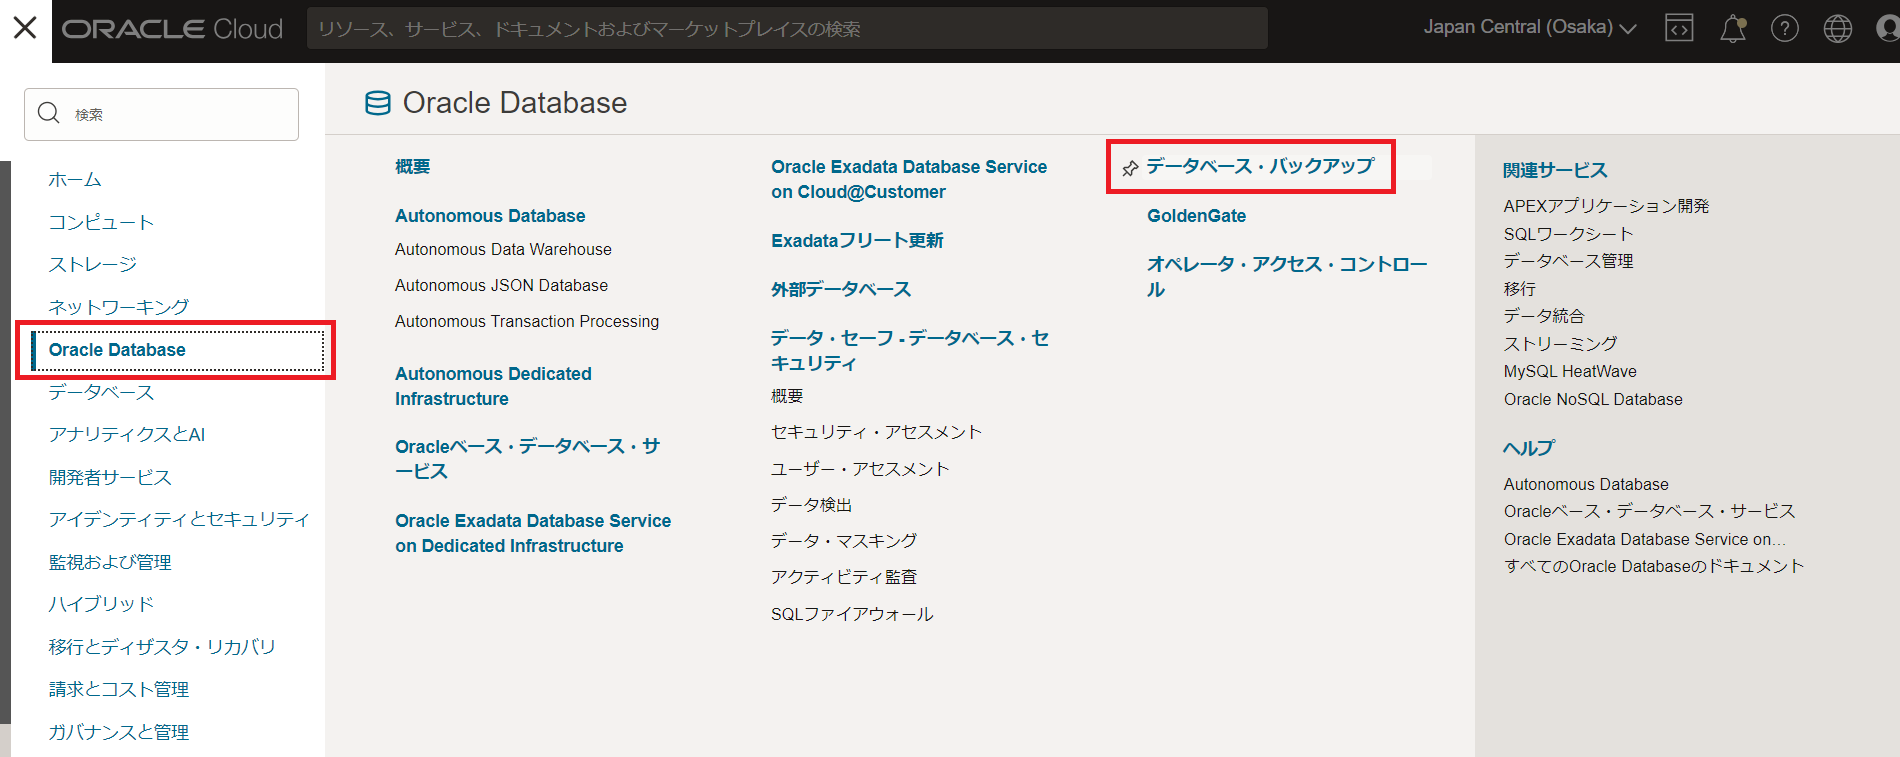 ORACLE Cloud
リソース、サービス、ドキュメントおよびマーケットプレイスの検索
Japan Central (Osaka)
検索
ホーム
コンピュート
ストレージ
ネットワーキング
Oracle Database
データベース
アナリティクスとAI
開発者サービス
アイデンティティとセキュリティ
監視および管理
ハイブリッド
移行とディザスタ・リカバリ
請求とコスト管理
ガバナンスと管理
Oracle Database
概要
Autonomous Database
Autonomous Data Warehouse
Autonomous JSON Database
Autonomous Transaction Processing
Autonomous Dedicated
Infrastructure
Oracleベース・データベース・サ
ービス
Oracle Exadata Database Service
on Dedicated Infrastructure
Oracle Exadata Database Service
on Cloud@Customer
Exadataフリート更新
外部データベース
データ・セーフ - データベース・セ
キュリティ
概要
セキュリティ・アセスメント
ユーザー・アセスメント
データ検出
データ・マスキング
アクティビティ監査
SQLファイアウォール
データベース・バックアップ
GoldenGate
オペレータ・アクセス・コントロー
ル
関連サービス
APEXアプリケーション開発
SQLワークシート
データベース管理
移行
データ統合
ストリーミング
MySQL HeatWave
Oracle NoSQL Database
ヘルプ
Autonomous Database
Oracleベース・データベース・サービス
Oracle Exadata Database Service on…
すべてのOracle Databaseのドキュメント